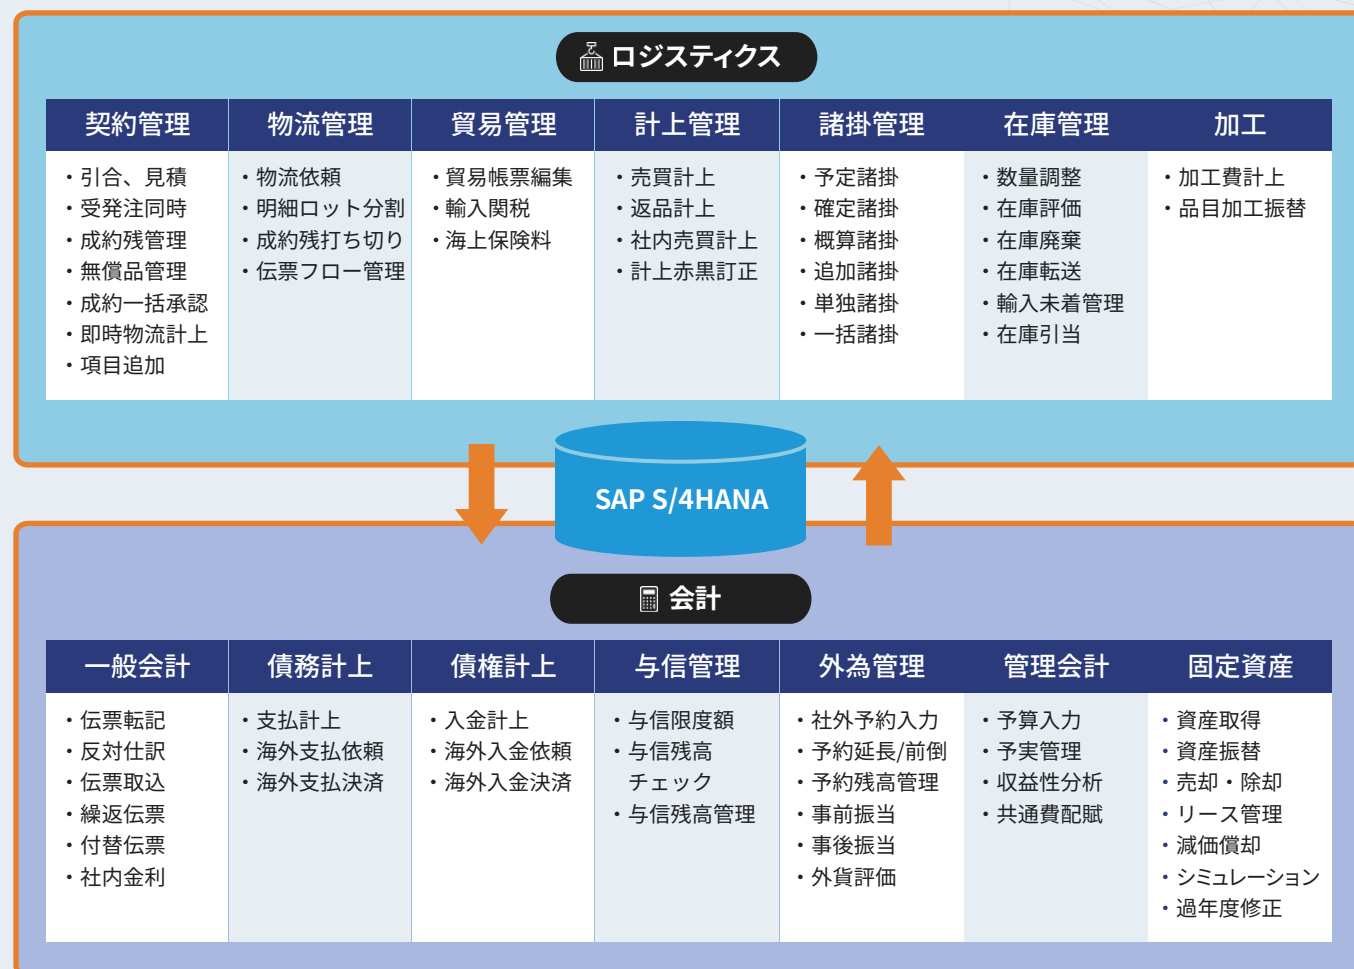 ロジスティクス
契約管理
・引合、見積
・受発注同時
・成約残管理
・無償品管理
・成約一括承認
・即時物流計上
・項目追加
物流管理
・物流依頼
・明細ロット分割
・成約残打ち切り
・伝票フロー管理
貿易管理
・貿易帳票編集
・輸入関税
・海上保険料
計上管理
・売買計上
・返品計上
・社内売買計上
・計上赤黒訂正
諸掛管理
・予定諸掛
・確定諸掛
・概算諸掛
・追加諸掛
・単独諸掛
・一括諸掛
在庫管理
・数量調整
・在庫評価
・在庫廃棄
・在庫転送
・輸入未着管理
・在庫引当
加工
・加工費計上
・品目加工振替
SAP S/4HANA
会計
一般会計
・伝票転記
・反対仕訳
・伝票取込
・繰返伝票
・付替伝票
・社内金利
債務計上
・支払計上
・海外支払依頼
・海外支払決済
債権計上
・入金計上
・海外入金依頼
・海外入金決済
与信管理
・与信限度額
・与信残高
チェック
・与信残高管理
外為管理
・社外予約入力
・予約延長/前倒
・予約残高管理
・事前振当
・事後振当
・外貨評価
管理会計
・予算入力
・予実管理
・収益性分析
・共通費配賦
固定資産
・資産取得
・資産振替
・売却・除却
・リース管理
・減価償却
・シミュレーション
・過年度修正